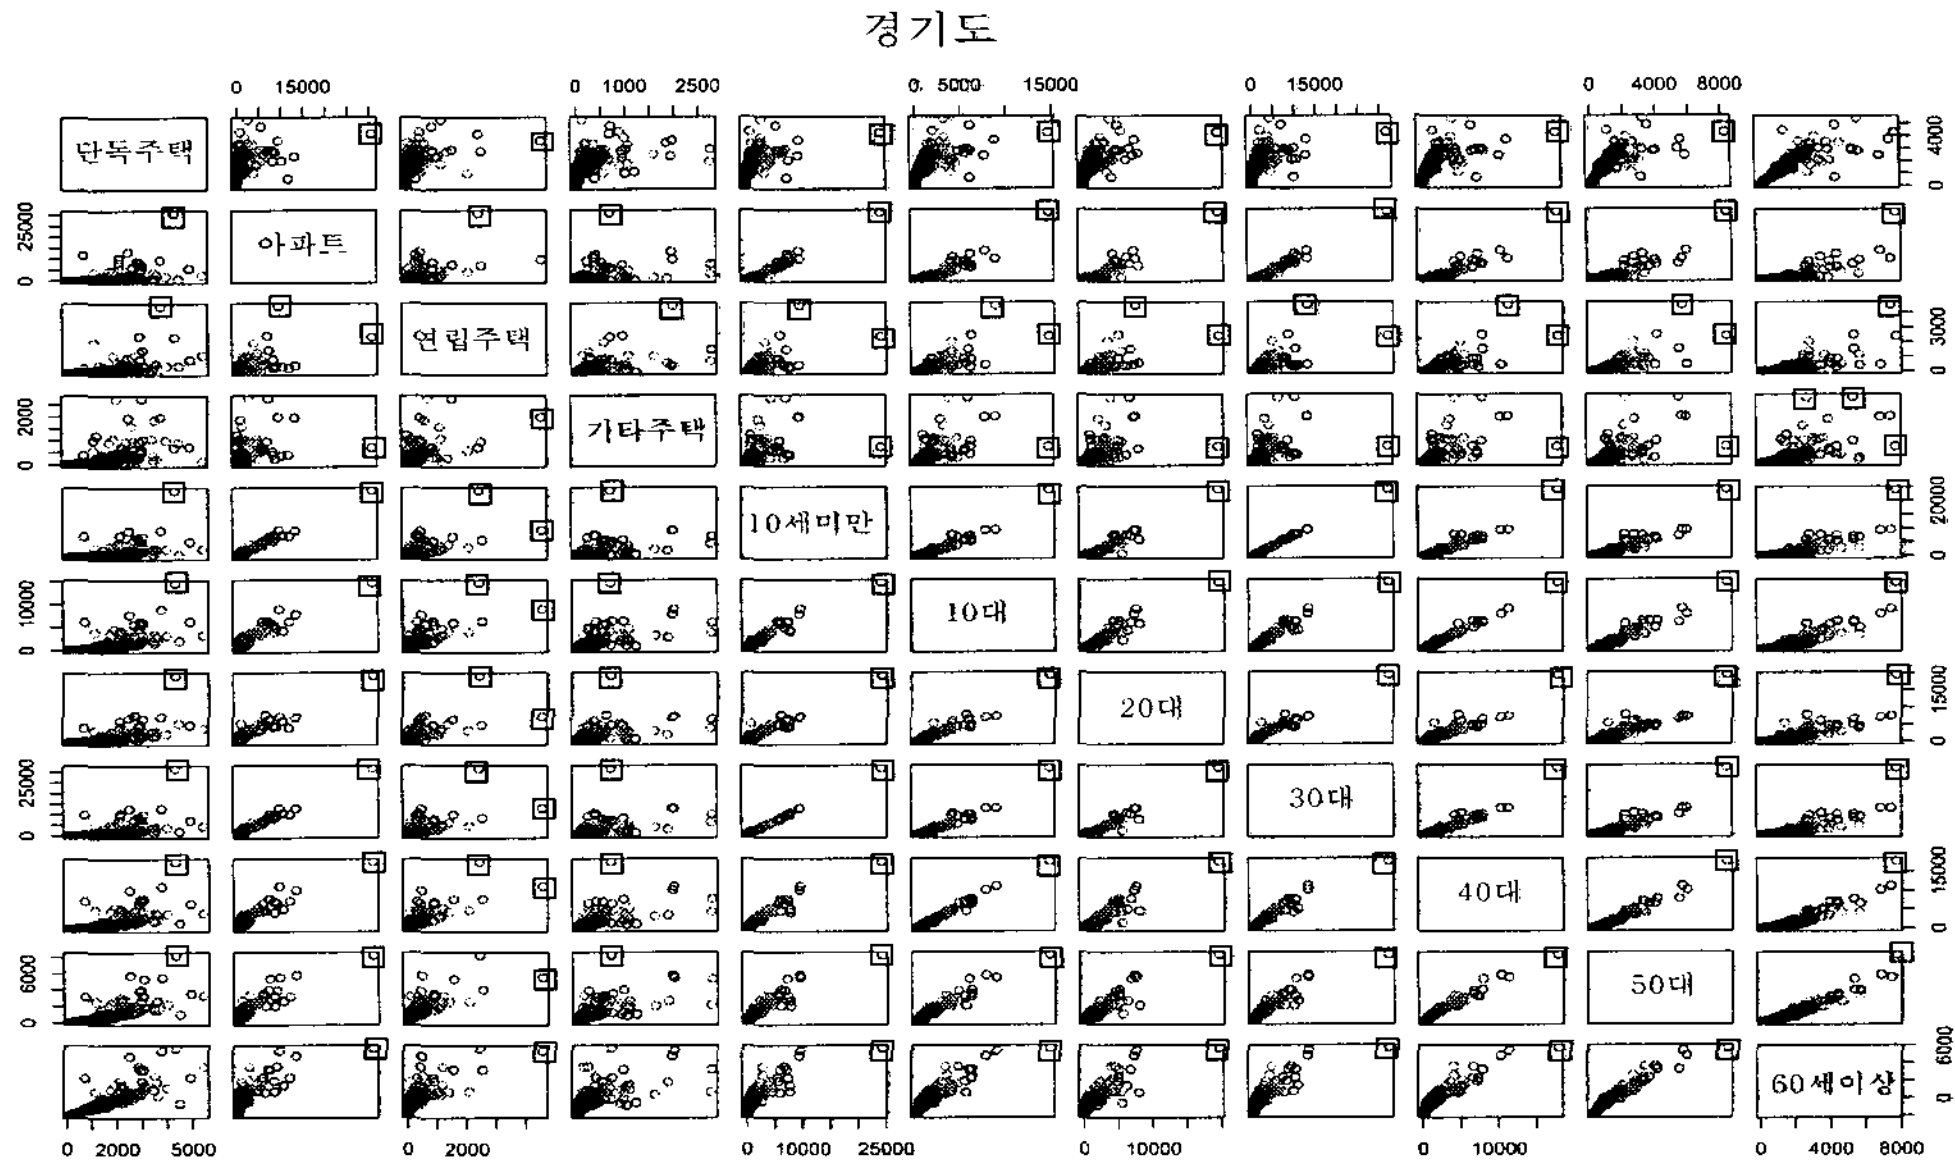 경기도
0 15000 0 1000 2500 0 5000 15000 0 15000 0 4000 8000
단독주택 4000 0
25000 0 아파트
연립주택 3000 0
2000 0 기타주택
10세미만 2000 0
10000 0 10대
20대 15000 0
25000 0 30대
40대 15000 0
6000 0 50대
60세이상 6000 0
0 2000 5000 0 2000 0 10000 25000 0 10000 0 10000 0 4000 8000